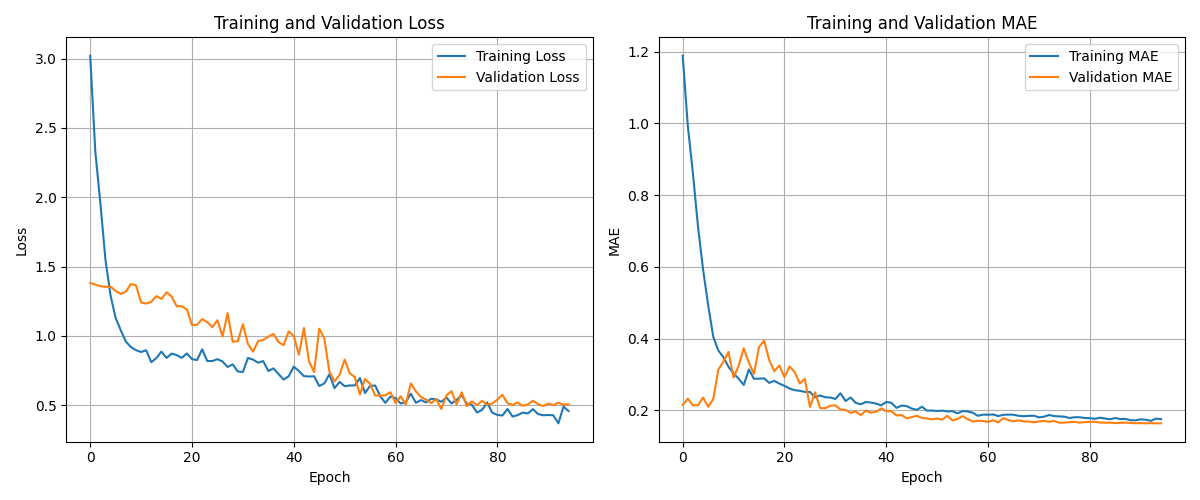 Training and Validation Loss
Training Loss
Validation Loss
3.0
2.5
2.0
1.5
1.0
0.5
Loss
0 20 40 60 80
Epoch
Training and Validation MAE
Training MAE
Validation MAE
1.2
1.0
0.8
0.6
0.4
0.2
MAE
0 20 40 60 80
Epoch